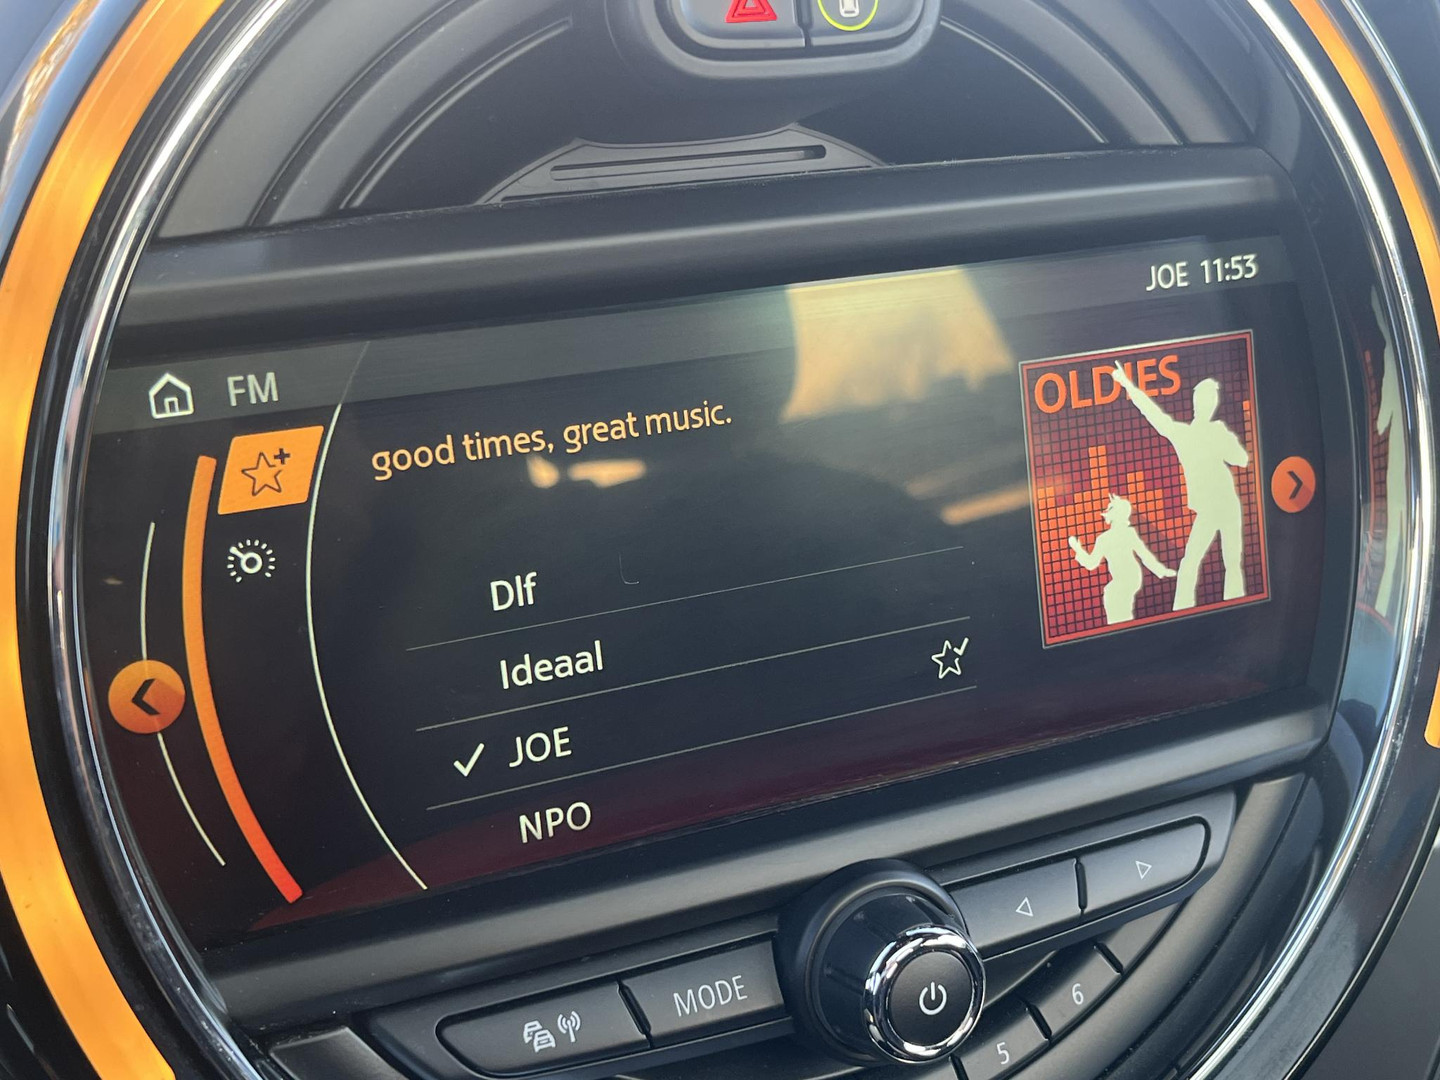 JOE 11:53
FM
good times, great music.
OLDIES
Dlf
Ideaal
JOE
NPO
MODE
5
6